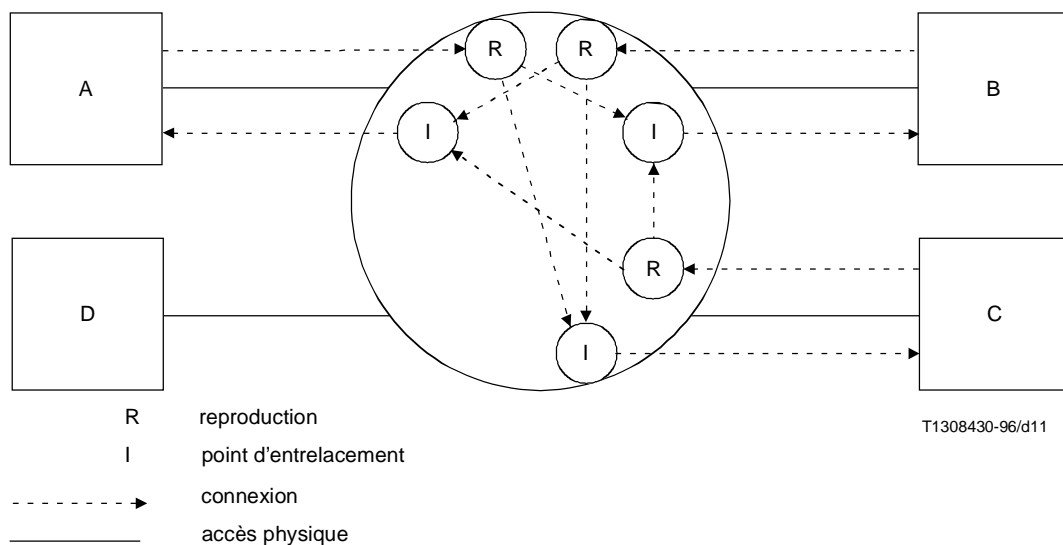 A
R
R
B
I
I
R
D
C
I
R reproduction
T1308430-96/d11
I point d'entrelacement
connexion
accès physique